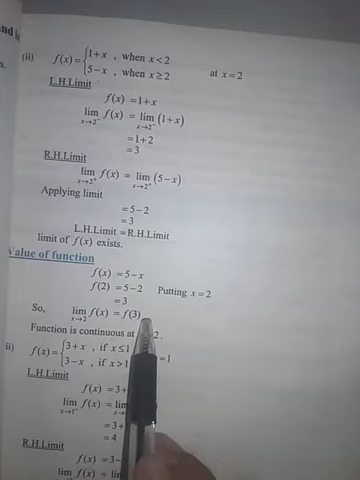 (ii) f(x) = {1+x , when x < 2
5−x , when x ≥ 2 at x = 2
L.H.Limit
f(x) = 1+x
lim x→2⁻ f(x) = lim x→2⁻ (1+x)
= 1+2
= 3
R.H.Limit
lim x→2⁺ f(x) = lim x→2⁺ (5−x)
Applying limit
= 5−2
= 3
L.H.Limit = R.H.Limit
limit of f(x) exists.
Value of function
f(x) = 5−x
f(2) = 5−2 Putting x = 2
= 3
So, lim x→2 f(x) = f(3)
Function is continuous at 2.
ii) f(x) = {3+x , if x ≤ 1
3−x , if x > 1 = 1
L.H.Limit
f(x) = 3+
lim x→1⁻ f(x) = lim
= 3+
= 4
R.H.Limit
f(x) = 3−
lim f(x) = lim